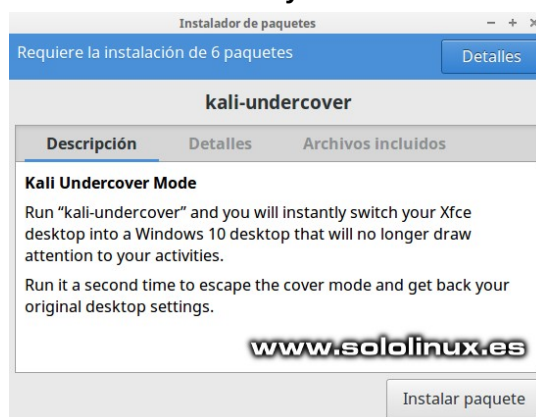 Instalador de paquetes
Requiere la instalación de 6 paquetes
Detalles
kali-undercover
Descripción Detalles Archivos incluidos
Kali Undercover Mode
Run “kali-undercover” and you will instantly switch your Xfce
desktop into a Windows 10 desktop that will no longer draw
attention to your activities.
Run it a second time to escape the cover mode and get back your
original desktop settings.
www.sololinux.es
Instalar paquete